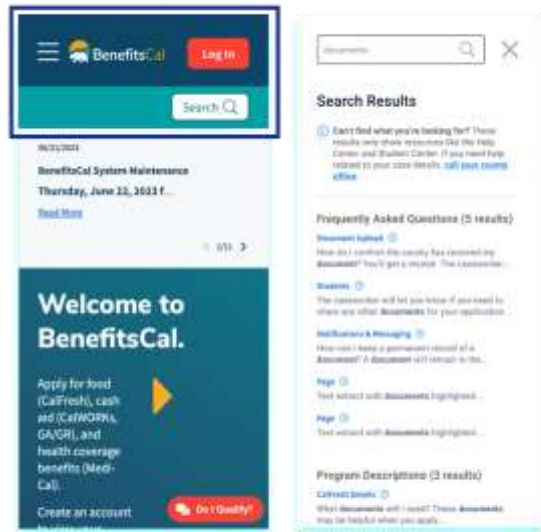 BenefitsCal
Log In
Search
06/21/2023
BenefitsCal System Maintenance
Thursday, June 22, 2023 f...
Read More
Welcome to
BenefitsCal.
Apply for food
(CalFresh), cash
aid (CalWORKs,
GA/GR), and
health coverage
benefits (Medi-
Cal).
Create an account
Do I Qualify?
documents
Search Results
Can't find what you're looking for? These
results only show resources like the Help
Center and Student Center. If you need help
related to your case details, call your county
office
Frequently Asked Questions (5 results)
Document Upload
How do I confirm the county has received my
document? You'll get a receipt. The caseworker...
Students
The caseworker will let you know if you need to
share any other documents for your application...
Notifications & Messaging
How can I keep a permanent record of a
document? A document will remain in the...
Page
Text extract with documents highlighted...
Page
Text extract with documents highlighted...
Program Descriptions (3 results)
CalFresh Details
What documents will I need? These documents
may be helpful when you apply...